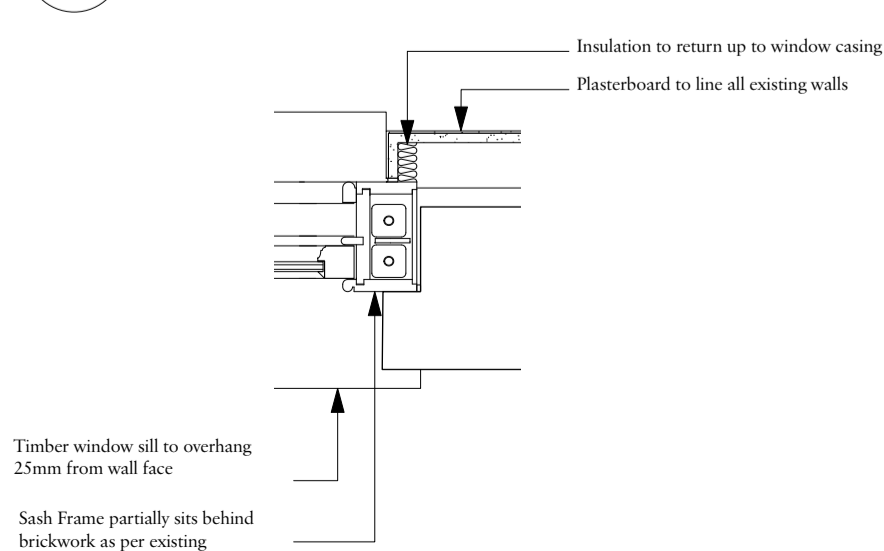 Insulation to return up to window casing
Plasterboard to line all existing walls
Timber window sill to overhang
25mm from wall face
Sash Frame partially sits behind
brickwork as per existing